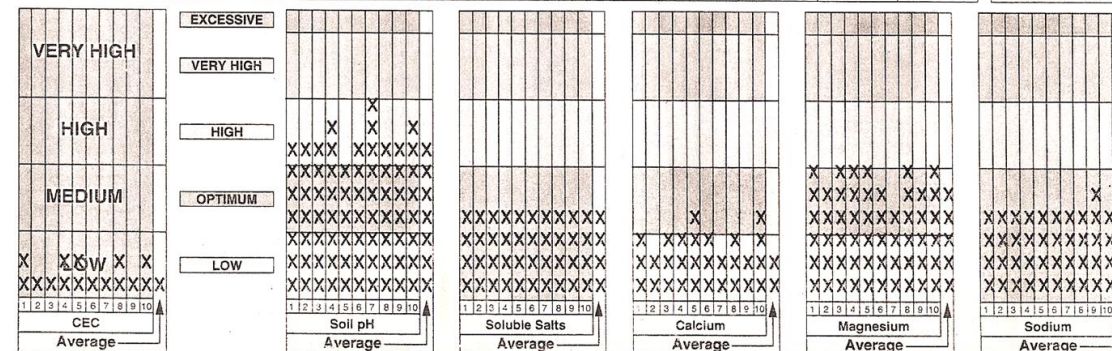 EXCESSIVE
VERY HIGH
VERY HIGH
HIGH
HIGH
MEDIUM
OPTIMUM
LOW
LOW
1 2 3 4 5 6 7 8 9 10
CEC
Average
1 2 3 4 5 6 7 8 9 10
Soil pH
Average
1 2 3 4 5 6 7 8 9 10
Soluble Salts
Average
1 2 3 4 5 6 7 8 9 10
Calcium
Average
1 2 3 4 5 6 7 8 9 10
Magnesium
Average
1 2 3 4 5 6 7 8 9 10
Sodium
Average